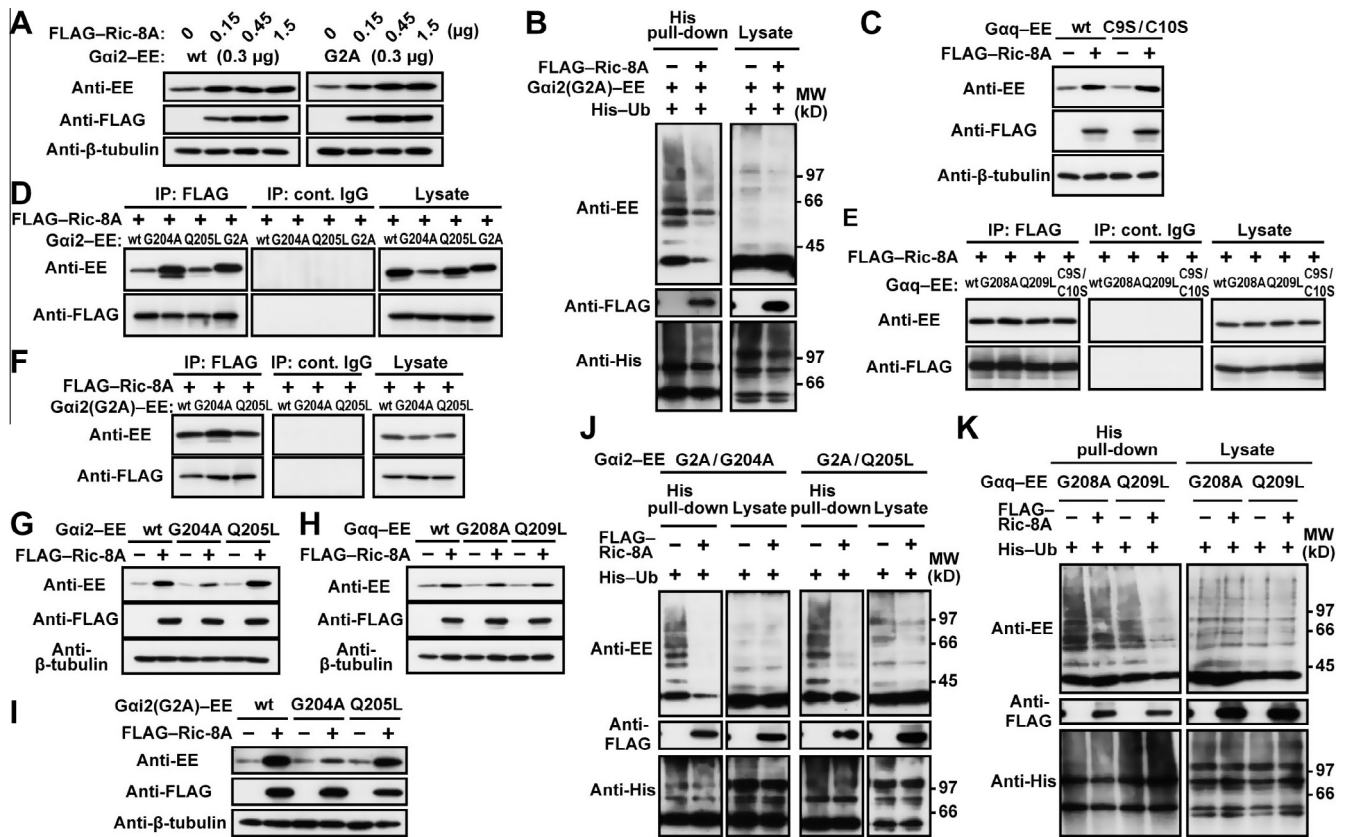 A
FLAG–Ric-8A: 0 0.15 0.45 1.5 0 0.15 0.45 1.5 (μg)
Gαi2–EE: wt (0.3 μg) G2A (0.3 μg)
Anti-EE
Anti-FLAG
Anti-β-tubulin
B
His pull-down Lysate
FLAG–Ric-8A – + – +
Gαi2(G2A)–EE + + + +
His–Ub + + + +
MW (kD)
Anti-EE
97
66
45
Anti-FLAG
Anti-His
97
66
C
Gαq–EE wt C9S/C10S
FLAG–Ric-8A – + – +
Anti-EE
Anti-FLAG
Anti-β-tubulin
D
IP: FLAG IP: cont. IgG Lysate
FLAG–Ric-8A + + + + + + + + + + + +
Gαi2–EE: wt G204A Q205L G2A wt G204A Q205L G2A wt G204A Q205L G2A
Anti-EE
Anti-FLAG
E
IP: FLAG IP: cont. IgG Lysate
FLAG–Ric-8A + + + + + + + + + + + +
Gαq–EE: wt G208A Q209L C9S/C10S wt G208A Q209L C9S/C10S wt G208A Q209L C9S/C10S
Anti-EE
Anti-FLAG
F
IP: FLAG IP: cont. IgG Lysate
FLAG–Ric-8A + + + + + + + + +
Gαi2(G2A)–EE: wt G204A Q205L wt G204A Q205L wt G204A Q205L
Anti-EE
Anti-FLAG
G
Gαi2–EE wt G204A Q205L
FLAG–Ric-8A – + – + – +
Anti-EE
Anti-FLAG
Anti-
β-tubulin
H
Gαq–EE wt G208A Q209L
FLAG–Ric-8A – + – + – +
Anti-EE
Anti-FLAG
Anti-
β-tubulin
I
Gαi2(G2A)–EE wt G204A Q205L
FLAG–Ric-8A – + – + – +
Anti-EE
Anti-FLAG
Anti-β-tubulin
J
Gαi2–EE G2A/G204A G2A/Q205L
His pull-down Lysate His pull-down Lysate
FLAG–Ric-8A – + – + – + – +
His–Ub + + + + + + + +
MW (kD)
Anti-EE
97
66
45
Anti-FLAG
Anti-His
97
66
K
His pull-down Lysate
Gαq–EE G208A Q209L G208A Q209L
FLAG–Ric-8A – + – + – + – +
His–Ub + + + + + + + +
MW (kD)
Anti-EE
97
66
45
Anti-FLAG
Anti-His
97
66